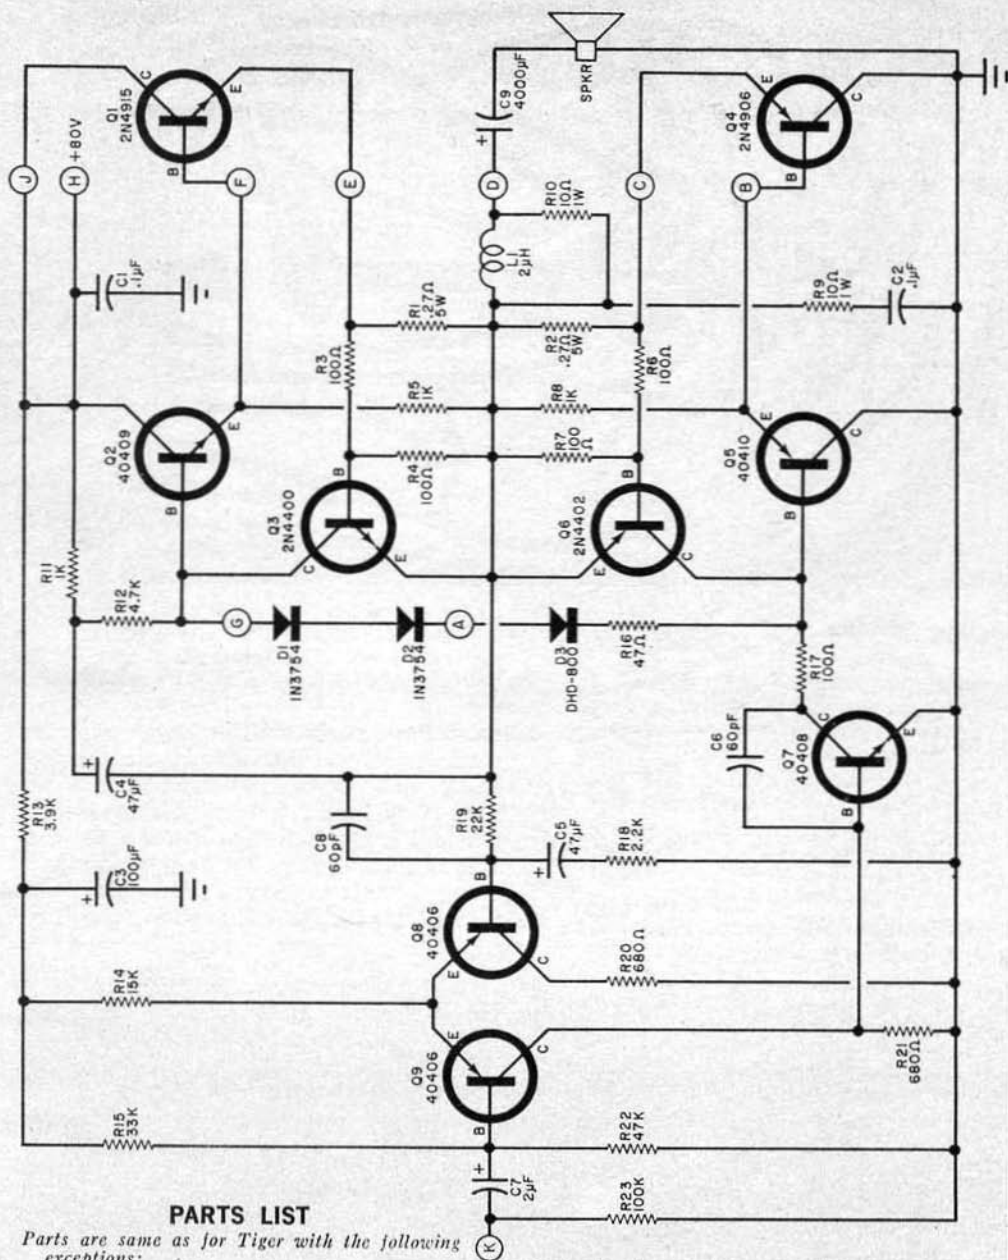 J
H +80V
Q1
2N4915
C
E
B
F
E
C1
.1µF
Q2
40409
E
R11
1K
R12
4.7K
R3
100Ω
R1
.27Ω
5W
R5
1K
R4
100Ω
B
Q3
2N4400
C
E
G
D1
1N3754
D2
1N3754
A
D3
DHD-800
R16
47Ω
C9
4000µF
+
SPKR
D
R10
10Ω
1W
L1
2µH
C
R2
.27Ω
5W
R6
100Ω
R8
1K
R7
100
Ω
B
Q6
2N4402
E
C
E
Q4
2N4906
C
B
B
R9
10Ω
1W
C2
.1µF
E
Q5
40410
C
B
R17
100Ω
C6
60pF
C
Q7
40408
E
B
R13
3.9K
+
C4
47µF
C8
60pF
R19
22K
+
C3
100µF
C5
47µF
+
R18
2.2K
B
Q8
40406
E
C
R20
680Ω
R14
15K
E
Q9
40406
C
B
R21
680Ω
R15
33K
R22
47K
+
C7
2µF
R23
100K
K
PARTS LIST
Parts are same as for Tiger with the following
exceptions: